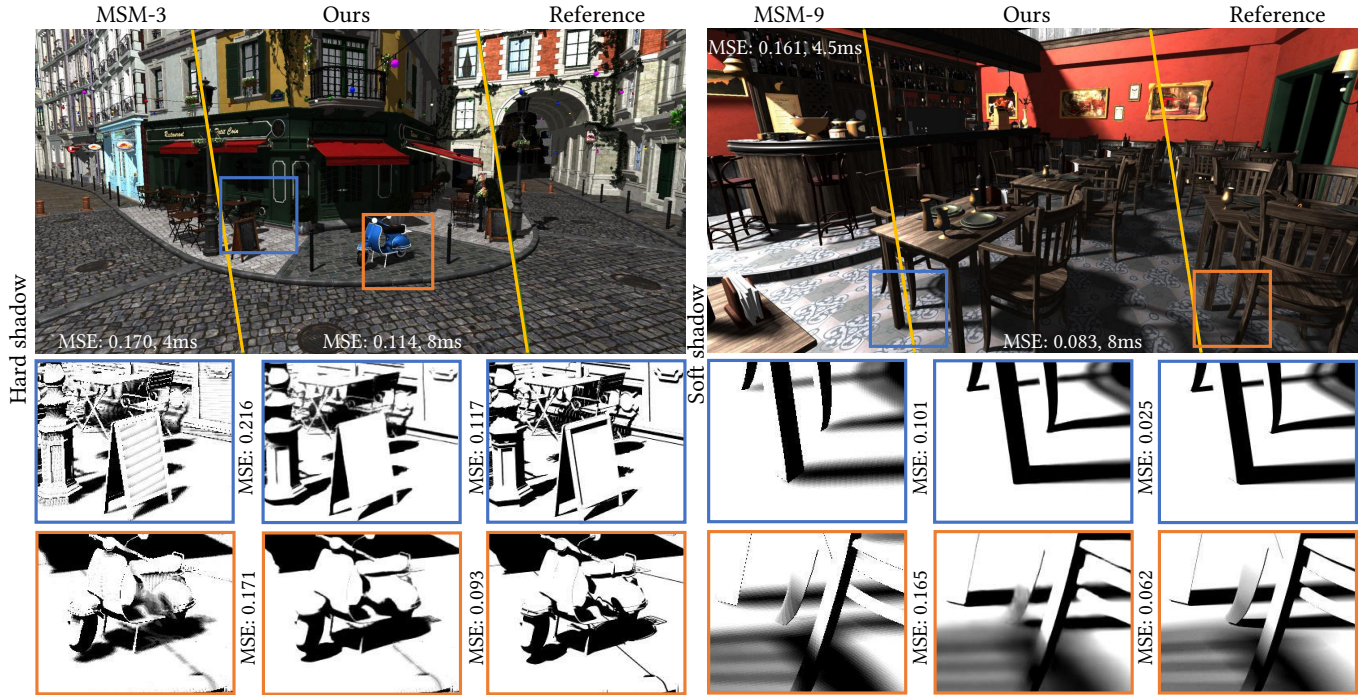 MSM-3 Ours Reference
MSM-9 Ours Reference
MSE: 0.161, 4.5ms
Restaurant Petit Coin
Hard shadow
MSE: 0.170, 4ms
MSE: 0.114, 8ms
Soft shadow
MSE: 0.083, 8ms
MSE: 0.216
MSE: 0.117
MSE: 0.101
MSE: 0.025
MSE: 0.171
MSE: 0.093
MSE: 0.165
MSE: 0.062